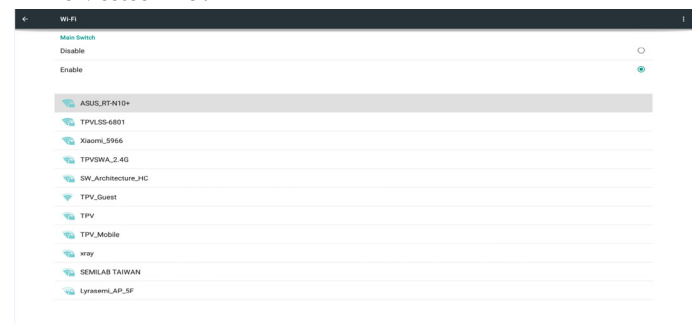 Wi-Fi
Main Switch
Disable
Enable
ASUS_RT-N10+
TPVLSS-6801
Xiaomi_5966
TPVSWA_2.4G
SW_Architecture_HC
TPV_Guest
TPV
TPV_Mobile
xray
SEMILAB TAIWAN
Lyrasemi_AP_5F